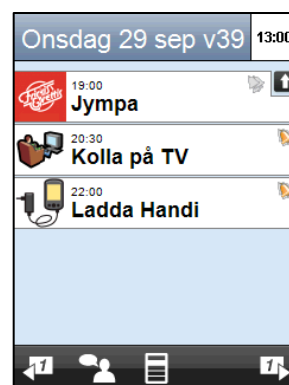 Onsdag 29 sep v39 13:00
19:00
Jympa
20:30
Kolla på TV
22:00
Ladda Handi
1 1